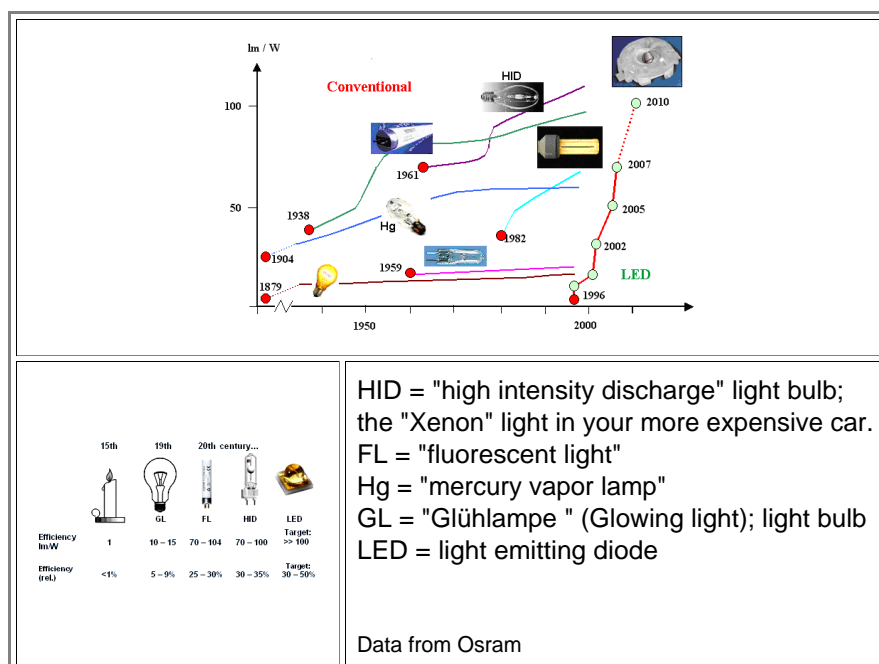 lm / W
Conventional
HID
100
2010
1961
2007
50
1938
Hg
2005
1982
1904
2002
1959
1879
LED
1996
1950
2000
15th 19th 20th century...
GL FL HID LED
Efficiency lm/W 1 10 – 15 70 – 104 70 – 100 Target: >> 100
Efficiency (rel.) <1% 5 – 9% 25 – 30% 30 – 35% Target: 30 – 50%
HID = "high intensity discharge" light bulb;
the "Xenon" light in your more expensive car.
FL = "fluorescent light"
Hg = "mercury vapor lamp"
GL = "Glühlampe " (Glowing light); light bulb
LED = light emitting diode
Data from Osram